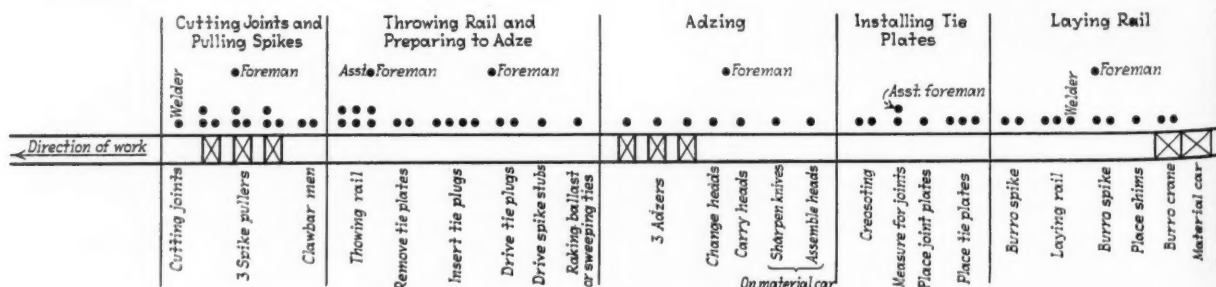 Cutting Joints and
Pulling Spikes
Throwing Rail and
Preparing to Adze
Adzing
Installing Tie
Plates
Laying Rail
Welder
Foreman
Asst. Foreman
Foreman
Foreman
Asst. foreman
Welder
Foreman
Direction of work
Cutting joints
3 Spike pullers
Clawbar men
Thowing rail
Remove tie plates
Insert tie plugs
Drive tie plugs
Drive spike stubs
Raking ballast
or sweeping ties
3 Adzers
Change heads
Carry heads
Sharpen knives
Assemble heads
On material car
Creosoting
Measure for joints
Place joint plates
Place tie plates
Burro spike
Laying rail
Burro spike
Place shims
Burro crane
Material car